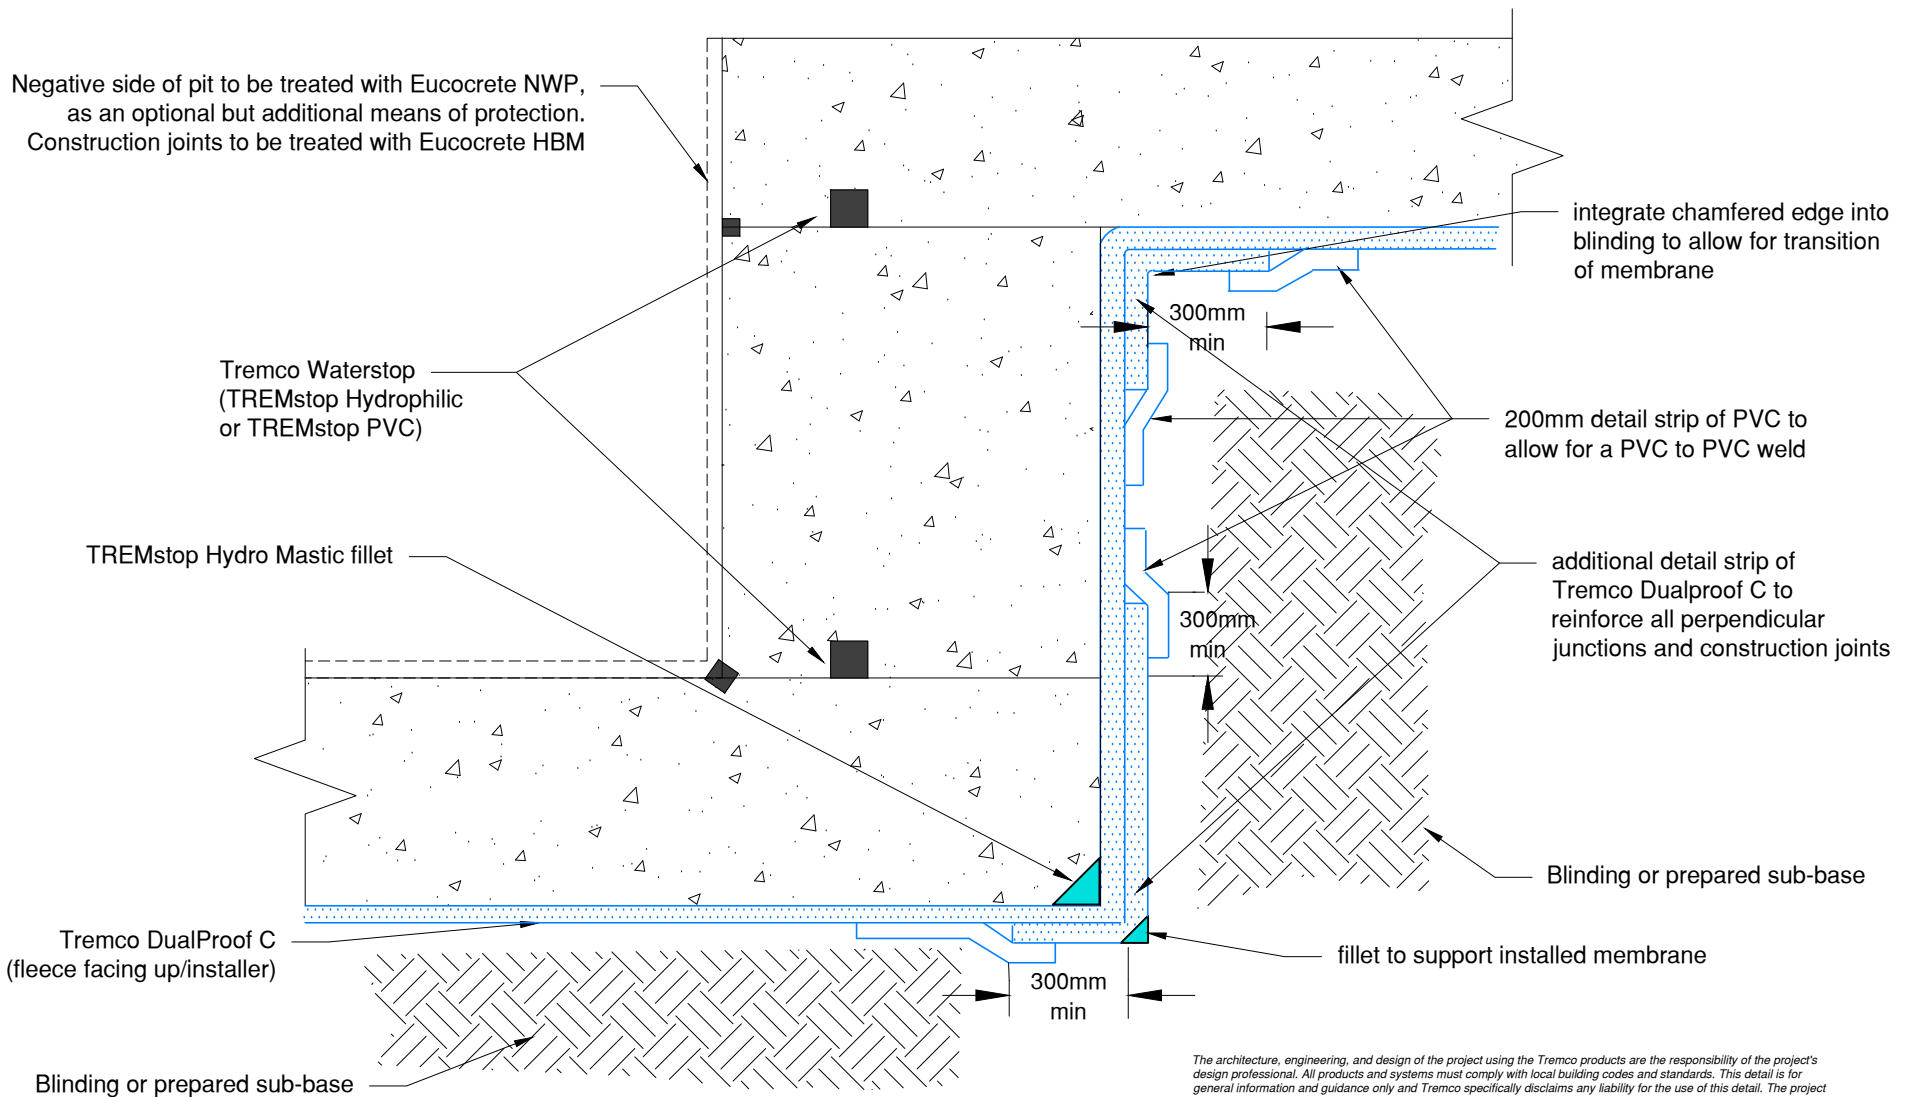 Negative side of pit to be treated with Eucocrete NWP,
as an optional but additional means of protection.
Construction joints to be treated with Eucocrete HBM
integrate chamfered edge into
blinding to allow for transition
of membrane
300mm
min
Tremco Waterstop
(TREMstop Hydrophilic
or TREMstop PVC)
200mm detail strip of PVC to
allow for a PVC to PVC weld
TREMstop Hydro Mastic fillet
additional detail strip of
Tremco Dualproof C to
reinforce all perpendicular
junctions and construction joints
300mm
min
Blinding or prepared sub-base
Tremco DualProof C
(fleece facing up/installer)
fillet to support installed membrane
300mm
min
Blinding or prepared sub-base
The architecture, engineering, and design of the project using the Tremco products are the responsibility of the project's
design professional. All products and systems must comply with local building codes and standards. This detail is for
general information and guidance only and Tremco specifically disclaims any liability for the use of this detail. The project